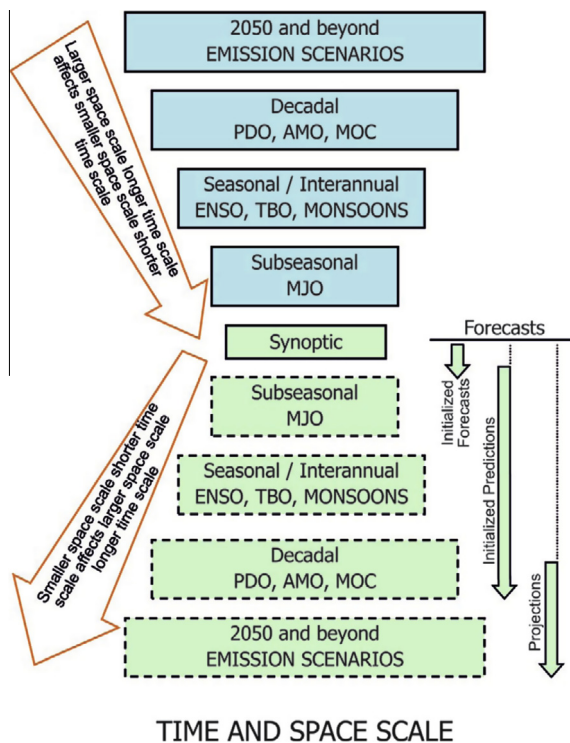 2050 and beyond
EMISSION SCENARIOS
Larger space scale longer time scale
affects smaller space scale shorter
time scale
Decadal
PDO, AMO, MOC
Seasonal / Interannual
ENSO, TBO, MONSOONS
Subseasonal
MJO
Synoptic
Forecasts
Subseasonal
MJO
Initialized
Forecasts
Seasonal / Interannual
ENSO, TBO, MONSOONS
Initialized Predictions
Smaller space scale shorter time
scale affects larger space scale
longer time scale
Decadal
PDO, AMO, MOC
Projections
2050 and beyond
EMISSION SCENARIOS
TIME AND SPACE SCALE